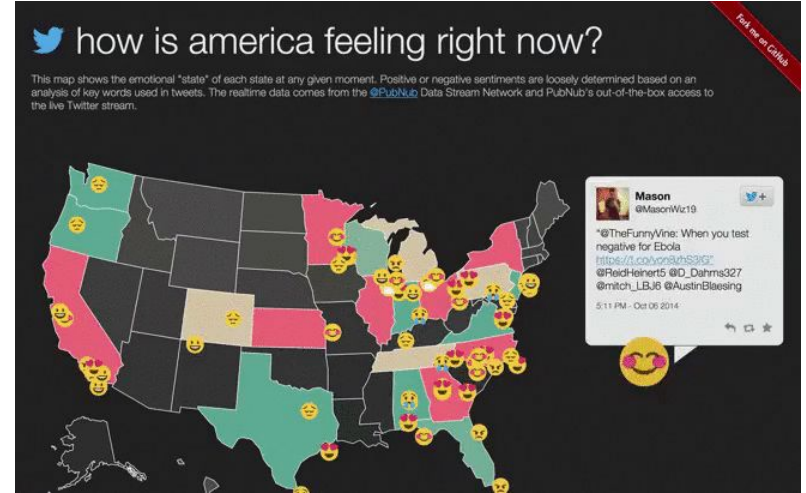 how is america feeling right now?
Fork me on GitHub
This map shows the emotional "state" of each state at any given moment. Positive or negative sentiments are loosely determined based on an
analysis of key words used in tweets. The realtime data comes from the @PubNub Data Stream Network and PubNub's out-of-the-box access to
the live Twitter stream.
Mason
@MasonWiz19
"@TheFunnyVine: When you test
negative for Ebola
@ReidHeinert5 @D_Dahms327
@mitch_LBJ6 @AustinBlaesing
5:11 PM - Oct 06 2014